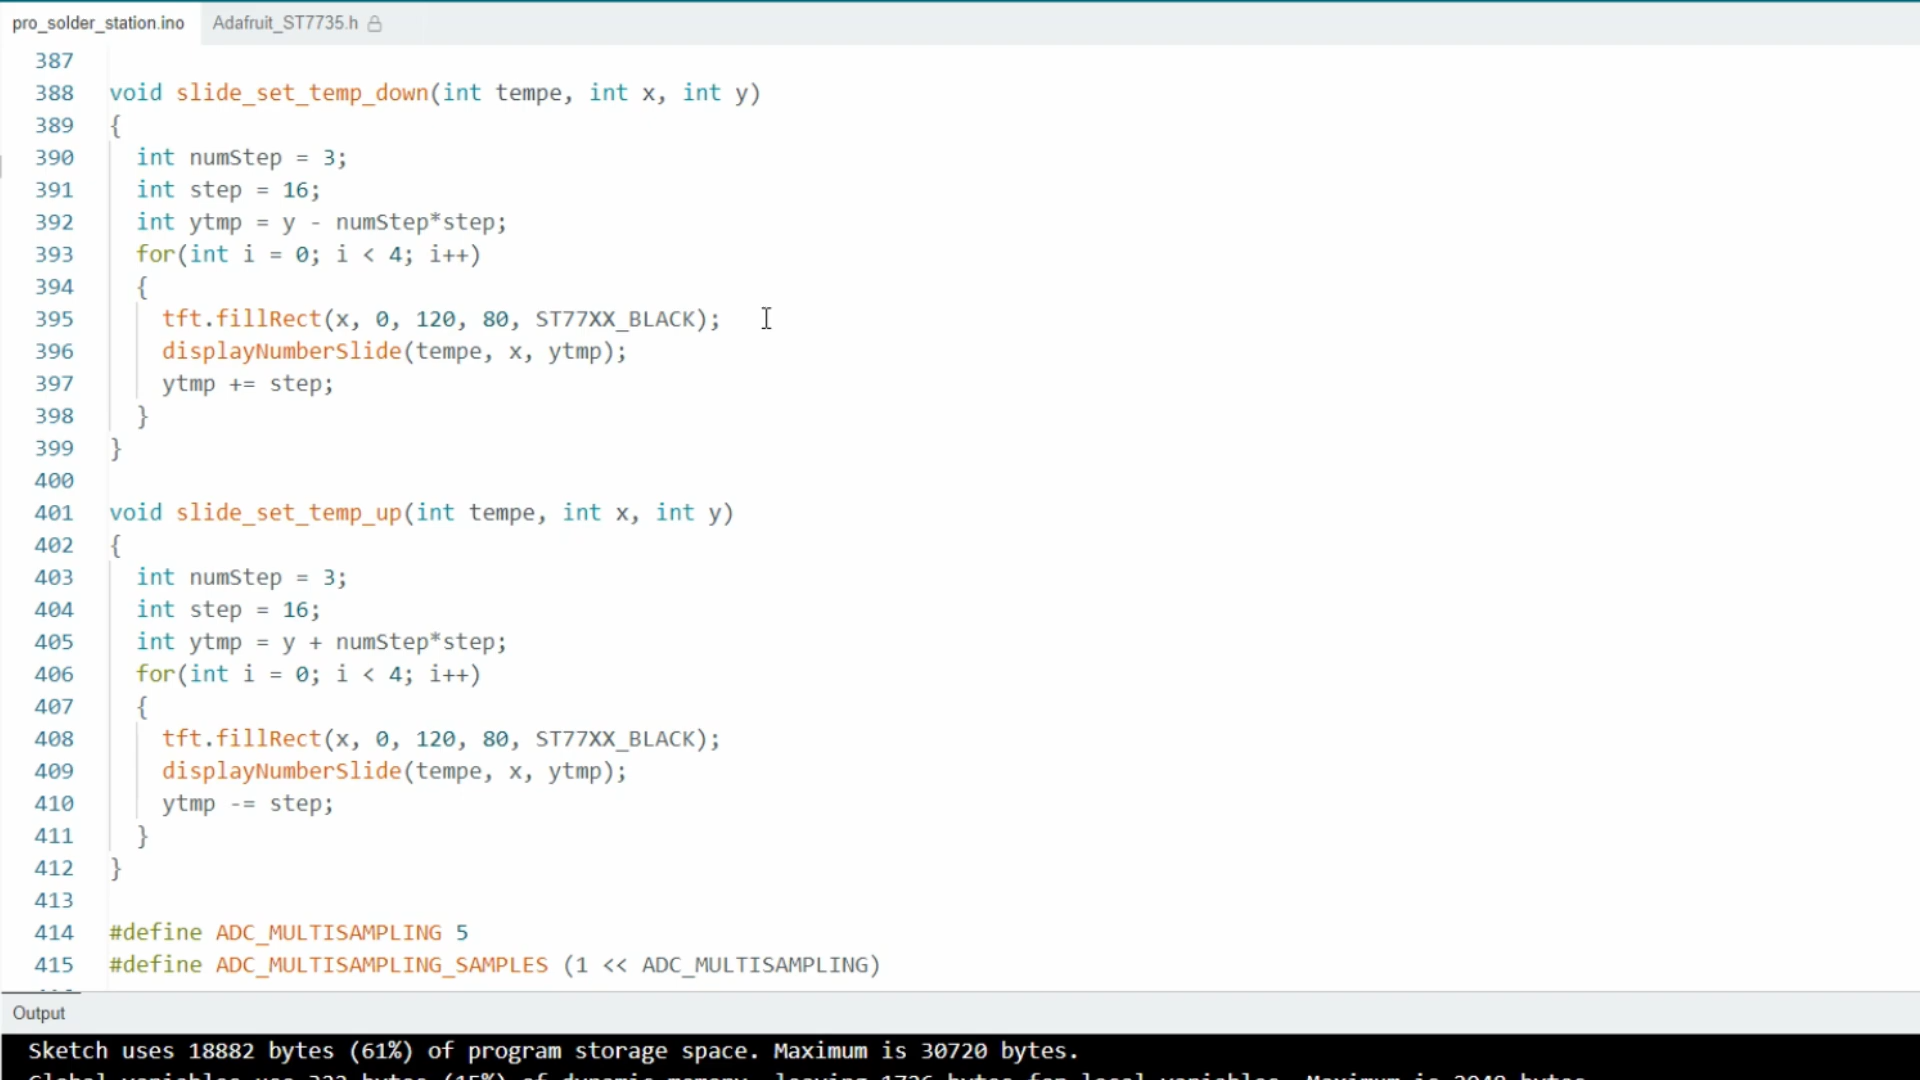 pro_solder_station.ino Adafruit_ST7735.h
387
388 void slide_set_temp_down(int tempe, int x, int y)
389 {
390 int numStep = 3;
391 int step = 16;
392 int ytmp = y - numStep*step;
393 for(int i = 0; i < 4; i++)
394 {
395 tft.fillRect(x, 0, 120, 80, ST77XX_BLACK);
396 displayNumberSlide(tempe, x, ytmp);
397 ytmp += step;
398 }
399 }
400
401 void slide_set_temp_up(int tempe, int x, int y)
402 {
403 int numStep = 3;
404 int step = 16;
405 int ytmp = y + numStep*step;
406 for(int i = 0; i < 4; i++)
407 {
408 tft.fillRect(x, 0, 120, 80, ST77XX_BLACK);
409 displayNumberSlide(tempe, x, ytmp);
410 ytmp -= step;
411 }
412 }
413
414 #define ADC_MULTISAMPLING 5
415 #define ADC_MULTISAMPLING_SAMPLES (1 << ADC_MULTISAMPLING)
Output
Sketch uses 18882 bytes (61%) of program storage space. Maximum is 30720 bytes.